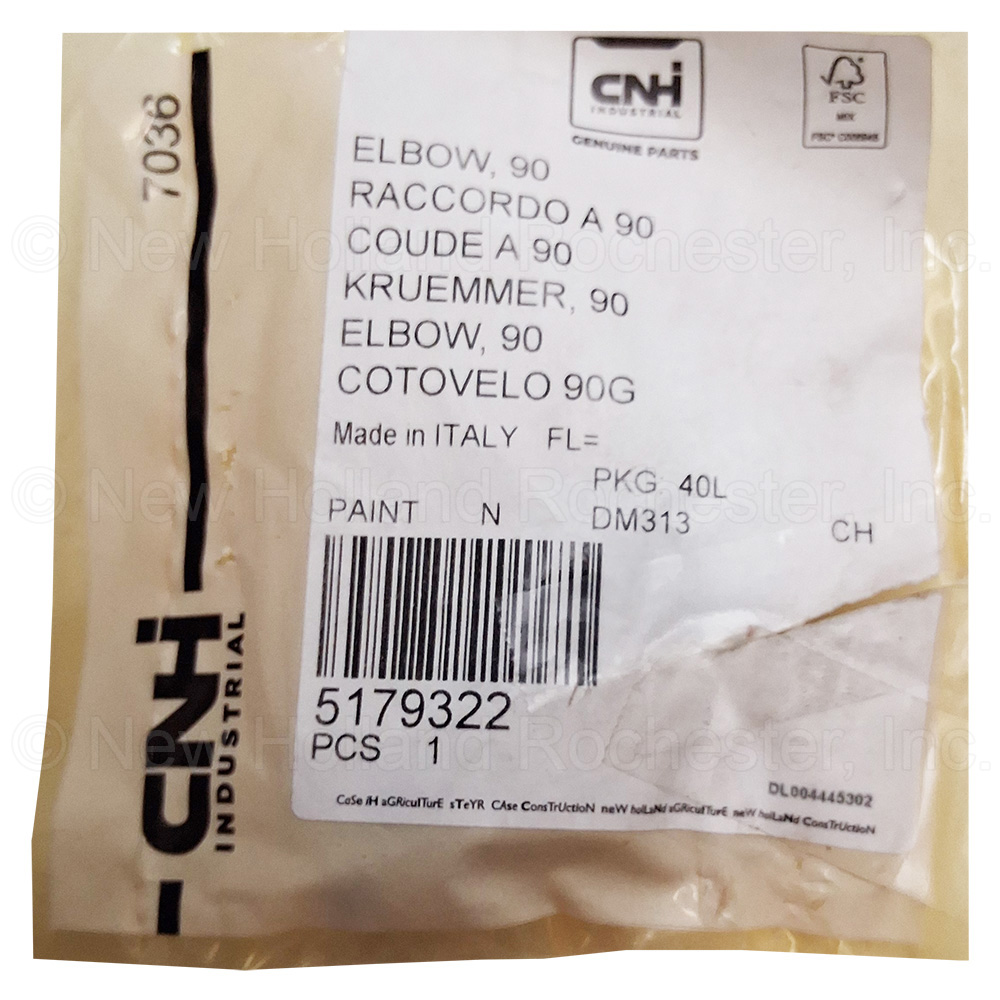 7036
CNH
INDUSTRIAL
GENUINE PARTS
FSC
MIX
ELBOW, 90
RACCORDO A 90
COUDE A 90
KRUEMMER, 90
ELBOW, 90
COTOVELO 90G
Made in ITALY FL=
PKG 40L
PAINT N DM313 CH
5179322
PCS 1
DL004445302
CaSe iH aGRiculTurE sTeYR CAse ConsTrUctioN neW holLaNd aGRiculTurE neW holLaNd ConsTrUctioN
CNH
INDUSTRIAL
© New Holland Rochester, Inc.
© New Holland Rochester, Inc.
© New Holland Rochester, Inc.